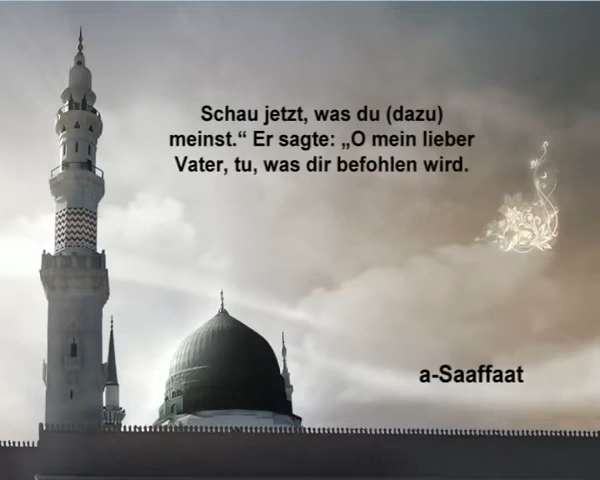 Schau jetzt, was du (dazu)
meinst.“ Er sagte: „O mein lieber
Vater, tu, was dir befohlen wird.
a-Saaffaat